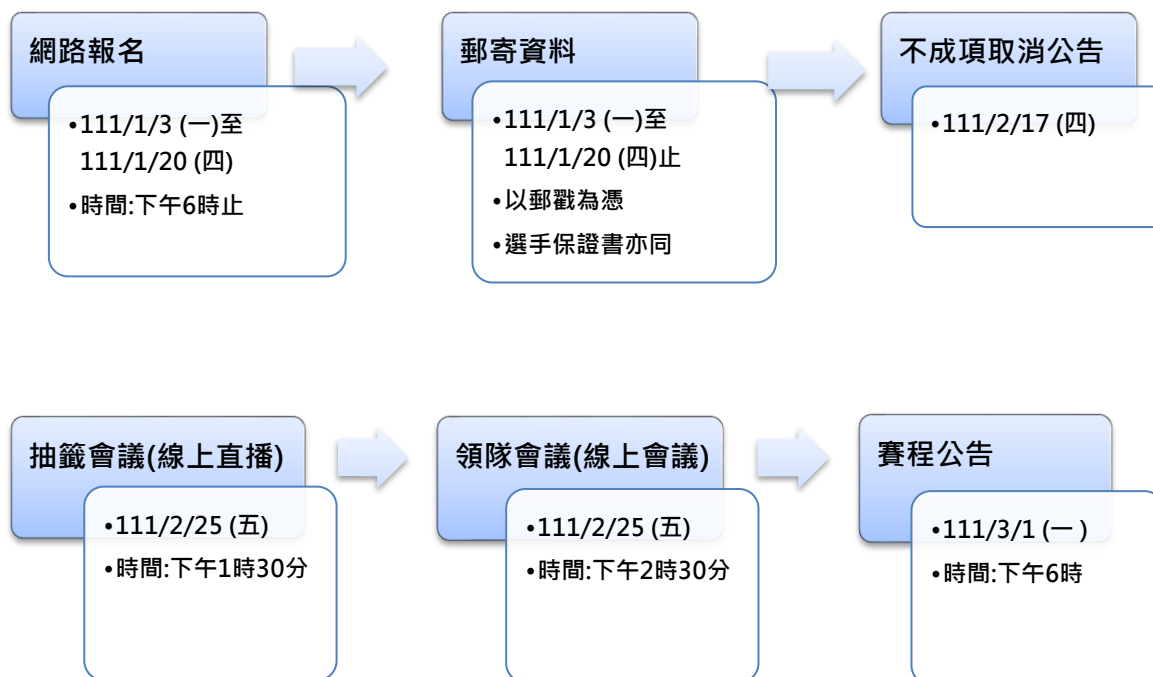 網路報名
•111/1/3 (一)至
111/1/20 (四)
•時間:下午6時止
郵寄資料
•111/1/3 (一)至
111/1/20 (四)止
•以郵戳為憑
•選手保證書亦同
不成項取消公告
•111/2/17 (四)
抽籤會議(線上直播)
•111/2/25 (五)
•時間:下午1時30分
領隊會議(線上會議)
•111/2/25 (五)
•時間:下午2時30分
賽程公告
•111/3/1 (一 )
•時間:下午6時